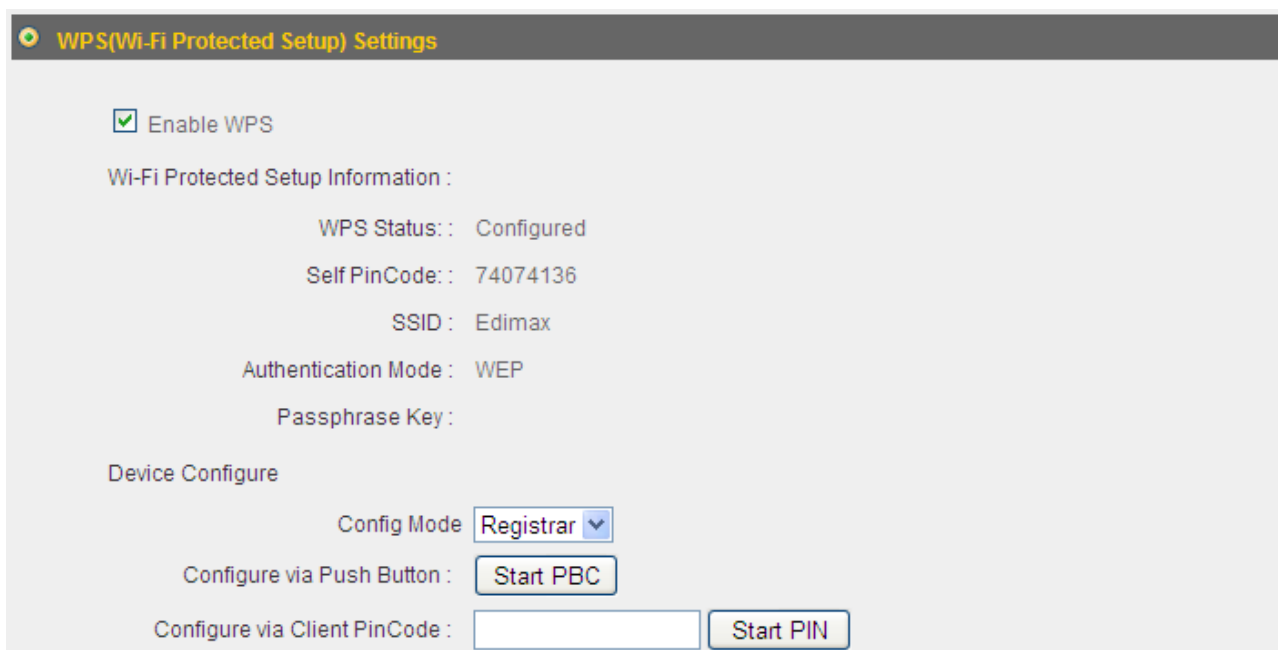 WPS(Wi-Fi Protected Setup) Settings
Enable WPS
Wi-Fi Protected Setup Information :
WPS Status: : Configured
Self PinCode: : 74074136
SSID : Edimax
Authentication Mode : WEP
Passphrase Key :
Device Configure
Config Mode Registrar
Configure via Push Button : Start PBC
Configure via Client PinCode : Start PIN